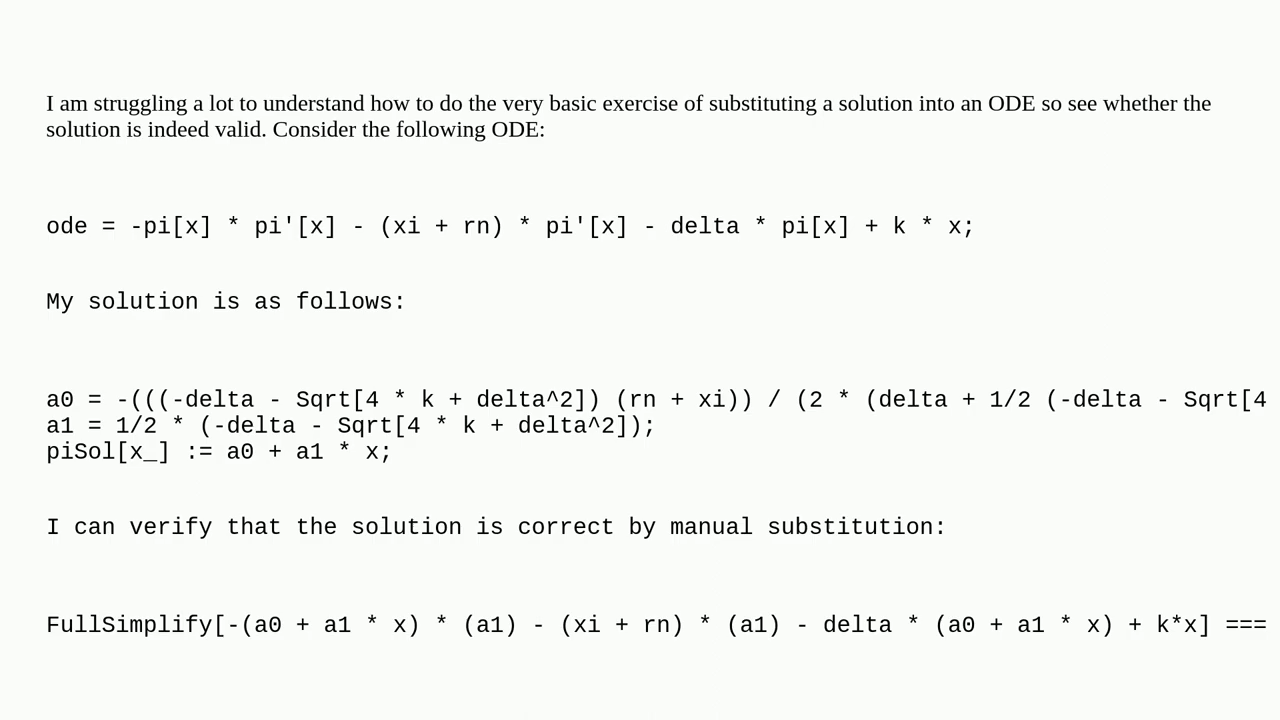 I am struggling a lot to understand how to do the very basic exercise of substituting a solution into an ODE so see whether the
solution is indeed valid. Consider the following ODE:
ode = -pi[x] * pi'[x] - (xi + rn) * pi'[x] - delta * pi[x] + k * x;
My solution is as follows:
a0 = -(((-delta - Sqrt[4 * k + delta^2]) (rn + xi)) / (2 * (delta + 1/2 (-delta - Sqrt[4
a1 = 1/2 * (-delta - Sqrt[4 * k + delta^2]);
piSol[x_] := a0 + a1 * x;
I can verify that the solution is correct by manual substitution:
FullSimplify[-(a0 + a1 * x) * (a1) - (xi + rn) * (a1) - delta * (a0 + a1 * x) + k*x] ===